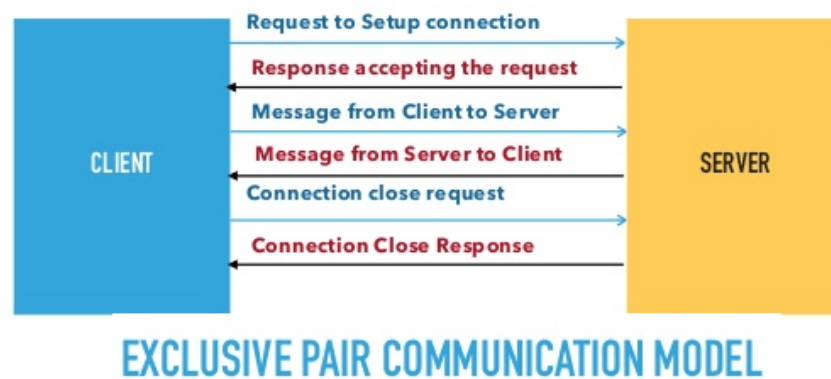 Request to Setup connection
Response accepting the request
Message from Client to Server
CLIENT
Message from Server to Client
SERVER
Connection close request
Connection Close Response
EXCLUSIVE PAIR COMMUNICATION MODEL